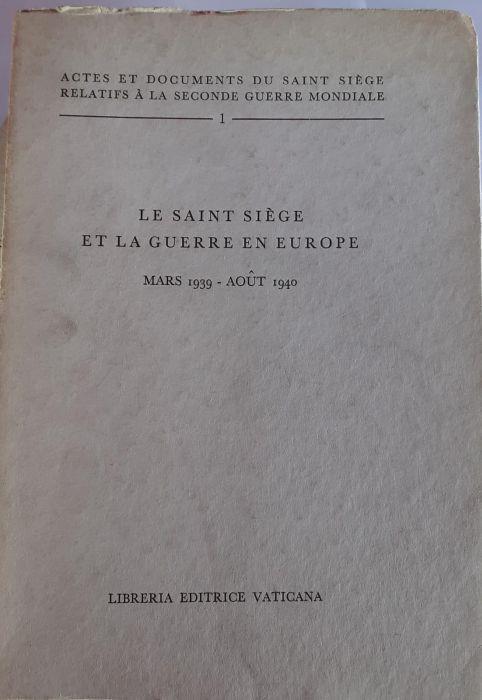 ACTES ET DOCUMENTS DU SAINT SIÈGE
RELATIFS À LA SECONDE GUERRE MONDIALE
1
LE SAINT SIÈGE
ET LA GUERRE EN EUROPE
MARS 1939 - AOÛT 1940
LIBRERIA EDITRICE VATICANA